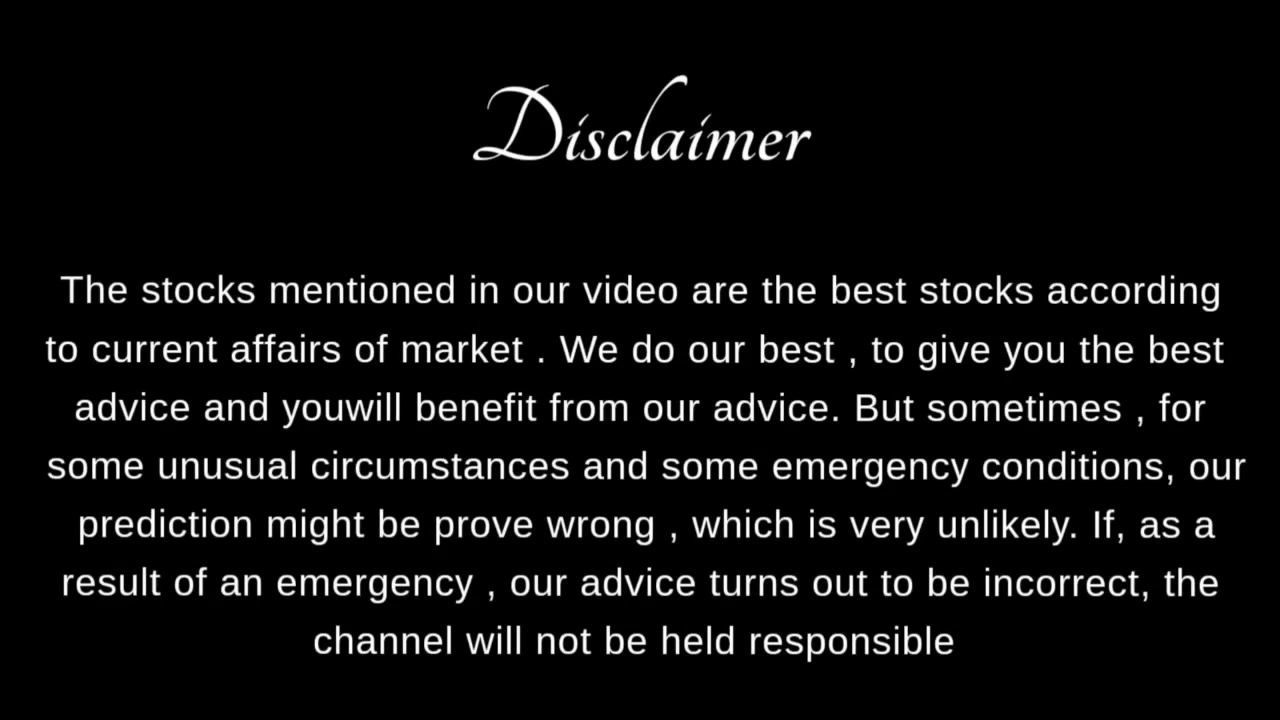 Disclaimer
The stocks mentioned in our video are the best stocks according
to current affairs of market . We do our best , to give you the best
advice and youwill benefit from our advice. But sometimes , for
some unusual circumstances and some emergency conditions, our
prediction might be prove wrong , which is very unlikely. If, as a
result of an emergency , our advice turns out to be incorrect, the
channel will not be held responsible